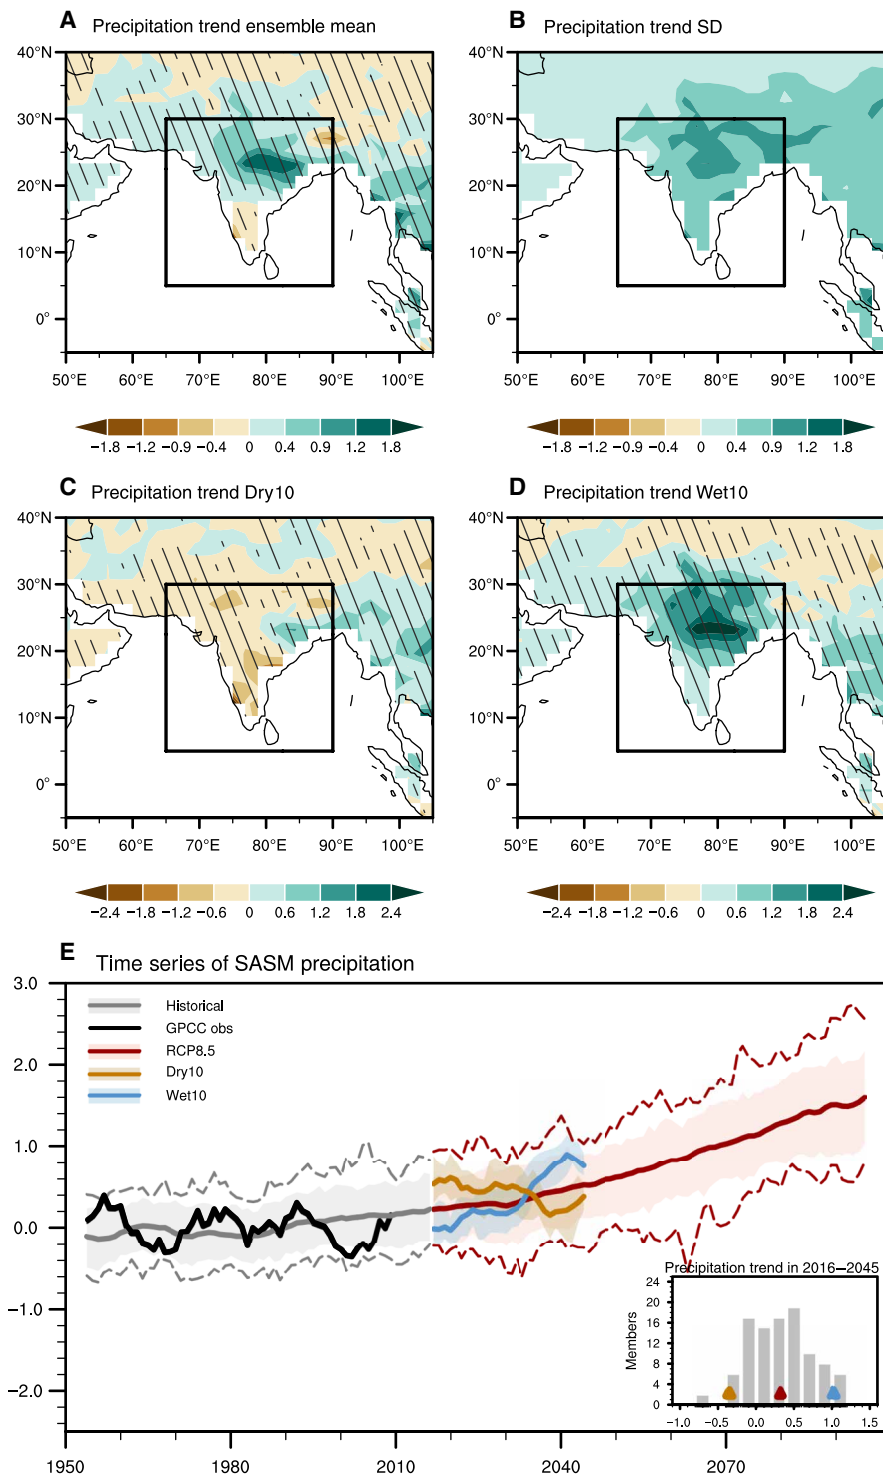 A Precipitation trend ensemble mean
40°N
30°N
20°N
10°N
0°
50°E 60°E 70°E 80°E 90°E 100°E
−1.8 −1.2 −0.9 −0.4 0 0.4 0.9 1.2 1.8
B Precipitation trend SD
40°N
30°N
20°N
10°N
0°
50°E 60°E 70°E 80°E 90°E 100°E
−1.8 −1.2 −0.9 −0.4 0 0.4 0.9 1.2 1.8
C Precipitation trend Dry10
40°N
30°N
20°N
10°N
0°
50°E 60°E 70°E 80°E 90°E 100°E
−2.4 −1.8 −1.2 −0.6 0 0.6 1.2 1.8 2.4
D Precipitation trend Wet10
40°N
30°N
20°N
10°N
0°
50°E 60°E 70°E 80°E 90°E 100°E
−2.4 −1.8 −1.2 −0.6 0 0.6 1.2 1.8 2.4
E Time series of SASM precipitation
3.0
2.0
1.0
0.0
−1.0
−2.0
Historical
GPCC obs
RCP8.5
Dry10
Wet10
1950 1980 2010 2040 2070
Precipitation trend in 2016−2045
Members
24
20
16
12
8
4
0
−1.0 −0.5 0.0 0.5 1.0 1.5